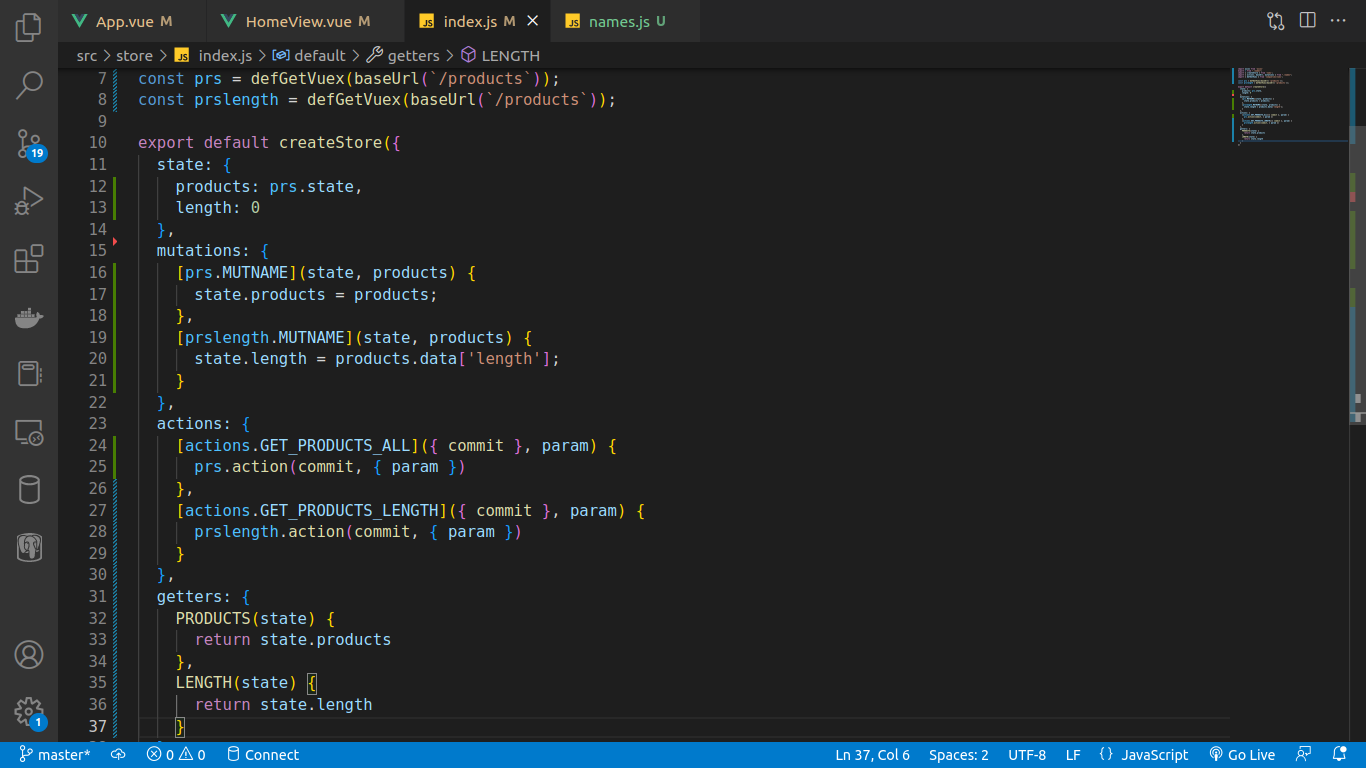 App.vue M HomeView.vue M JS index.js M JS names.js U
src > store > JS index.js > default > getters > LENGTH
7 const prs = defGetVuex(baseUrl(`/products`));
8 const prslength = defGetVuex(baseUrl(`/products`));
9
10 export default createStore({
11 state: {
12 products: prs.state,
13 length: 0
14 },
15 mutations: {
16 [prs.MUTNAME](state, products) {
17 state.products = products;
18 },
19 [prslength.MUTNAME](state, products) {
20 state.length = products.data['length'];
21 }
22 },
23 actions: {
24 [actions.GET_PRODUCTS_ALL]({ commit }, param) {
25 prs.action(commit, { param })
26 },
27 [actions.GET_PRODUCTS_LENGTH]({ commit }, param) {
28 prslength.action(commit, { param })
29 }
30 },
31 getters: {
32 PRODUCTS(state) {
33 return state.products
34 },
35 LENGTH(state) {
36 return state.length
37 }
19
1
master* 0 0 Connect Ln 37, Col 6 Spaces: 2 UTF-8 LF {} JavaScript Go Live